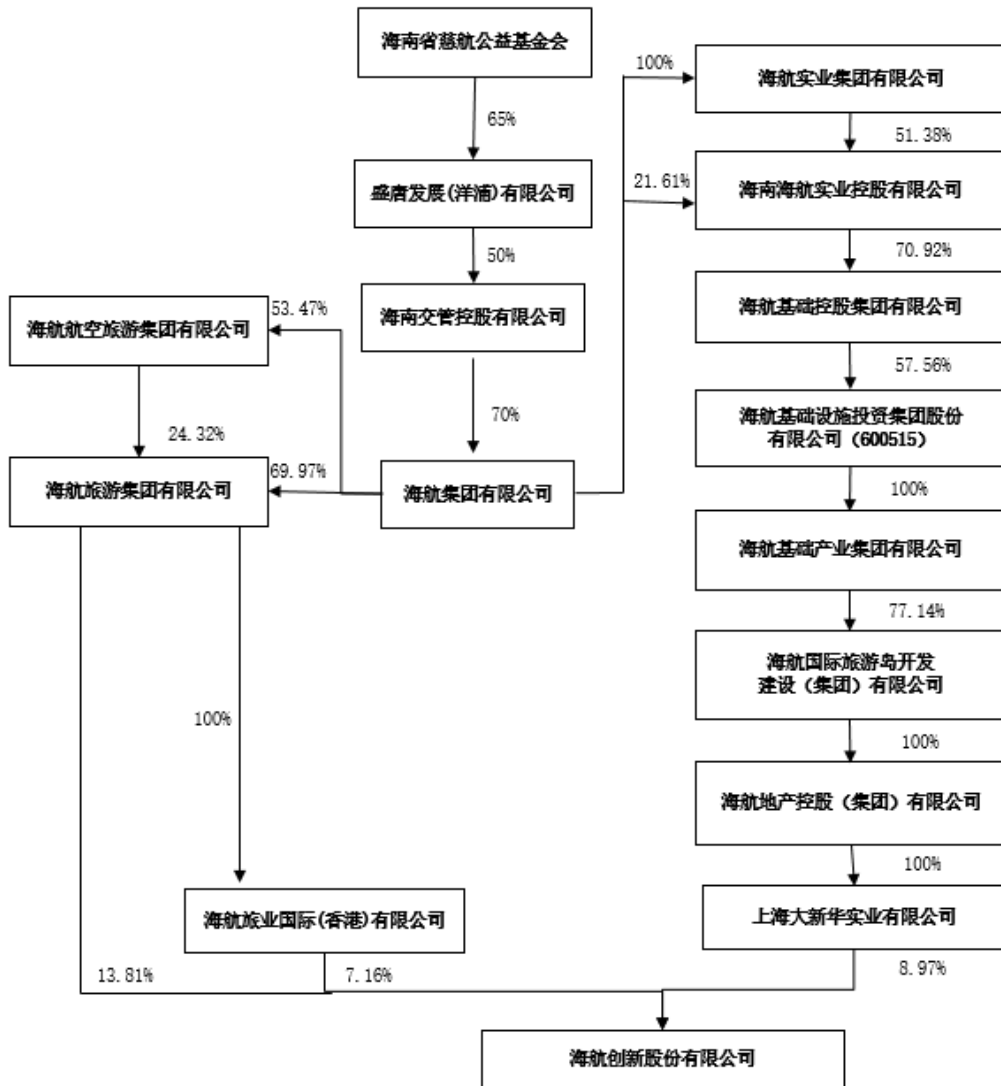 海南省慈航公益基金会
100%
海航实业集团有限公司
65%
51.38%
盛唐发展(洋浦)有限公司
21.61%
海南海航实业控股有限公司
50%
70.92%
海航航空旅游集团有限公司
53.47%
海南交管控股有限公司
海航基础控股集团有限公司
57.56%
70%
24.32%
海航基础设施投资集团股份
有限公司（600515）
海航旅游集团有限公司
69.97%
海航集团有限公司
100%
海航基础产业集团有限公司
77.14%
海航国际旅游岛开发
建设（集团）有限公司
100%
100%
海航地产控股（集团）有限公司
100%
海航旅业国际(香港)有限公司
上海大新华实业有限公司
13.81%
7.16%
8.97%
海航创新股份有限公司